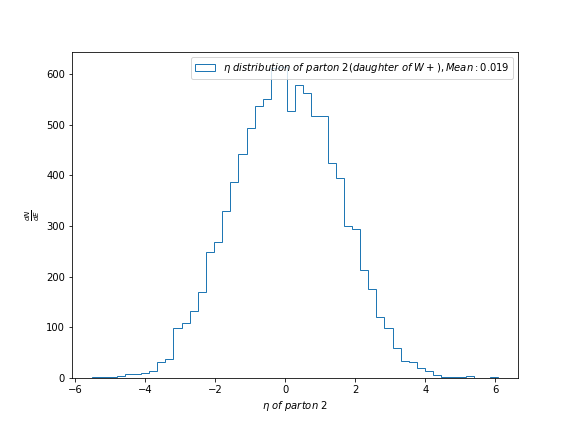 η distribution of parton 2(daughter of W + ), Mean : 0.019
600
500
400
300
200
100
0
dN
dE
−6 −4 −2 0 2 4 6
η of parton 2